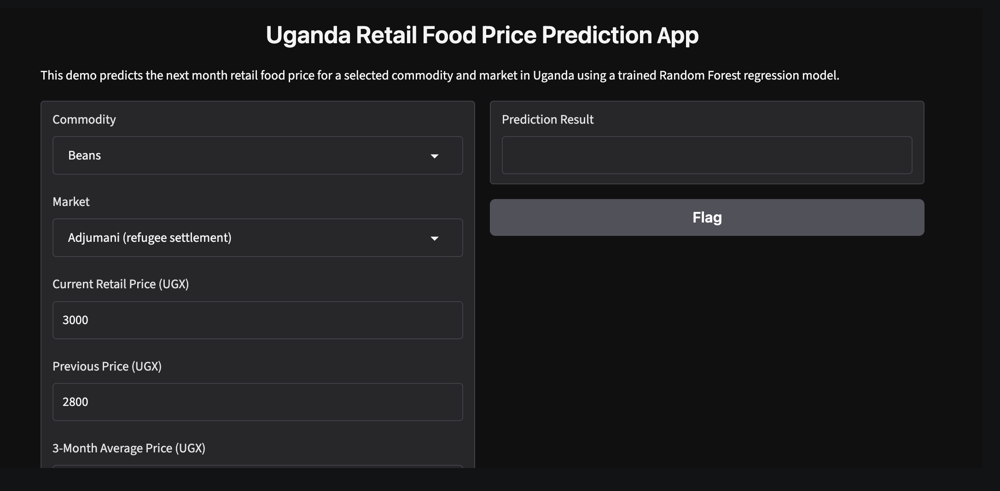 Uganda Retail Food Price Prediction App
This demo predicts the next month retail food price for a selected commodity and market in Uganda using a trained Random Forest regression model.
Commodity
Beans
Market
Adjumani (refugee settlement)
Current Retail Price (UGX)
3000
Previous Price (UGX)
2800
3-Month Average Price (UGX)
Prediction Result
Flag